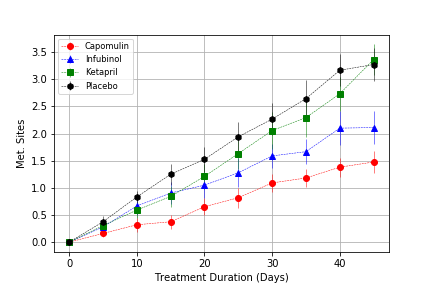 Capomulin
Infubinol
Ketapril
Placebo
3.5
3.0
2.5
2.0
1.5
1.0
0.5
0.0
Met. Sites
0 10 20 30 40
Treatment Duration (Days)